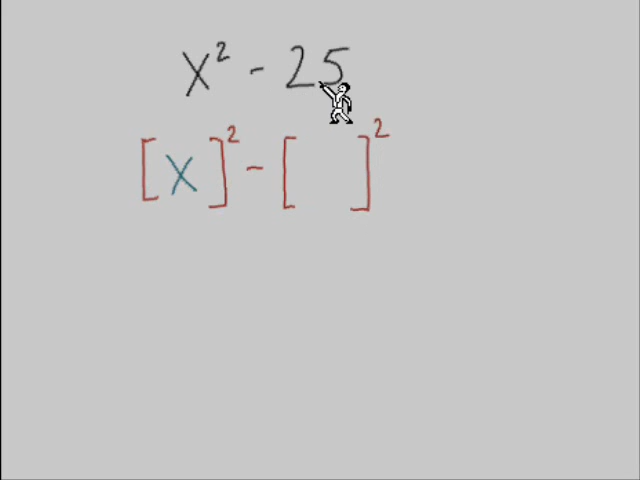 x² - 25
[x]² - [ ]²